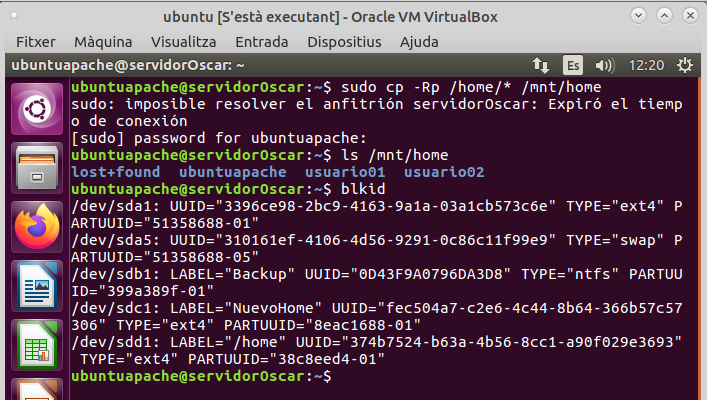 ubuntu [S'està executant] - Oracle VM VirtualBox
Fitxer Màquina Visualitza Entrada Dispositius Ajuda
ubuntuapache@servidorOscar: ~ Es 12:20
ubuntuapache@servidorOscar:~$ sudo cp -Rp /home/* /mnt/home
sudo: imposible resolver el anfitrión servidorOscar: Expiró el tiemp
o de conexión
[sudo] password for ubuntuapache:
ubuntuapache@servidorOscar:~$ ls /mnt/home
lost+found ubuntuapache usuario01 usuario02
ubuntuapache@servidorOscar:~$ blkid
/dev/sda1: UUID="3396ce98-2bc9-4163-9a1a-03a1cb573c6e" TYPE="ext4" P
ARTUUID="51358688-01"
/dev/sda5: UUID="310161ef-4106-4d56-9291-0c86c11f99e9" TYPE="swap" P
ARTUUID="51358688-05"
/dev/sdb1: LABEL="Backup" UUID="0D43F9A0796DA3D8" TYPE="ntfs" PARTUU
ID="399a389f-01"
/dev/sdc1: LABEL="NuevoHome" UUID="fec504a7-c2e6-4c44-8b64-366b57c57
306" TYPE="ext4" PARTUUID="8eac1688-01"
/dev/sdd1: LABEL="/home" UUID="374b7524-b63a-4b56-8cc1-a90f029e3693"
TYPE="ext4" PARTUUID="38c8eed4-01"
ubuntuapache@servidorOscar:~$